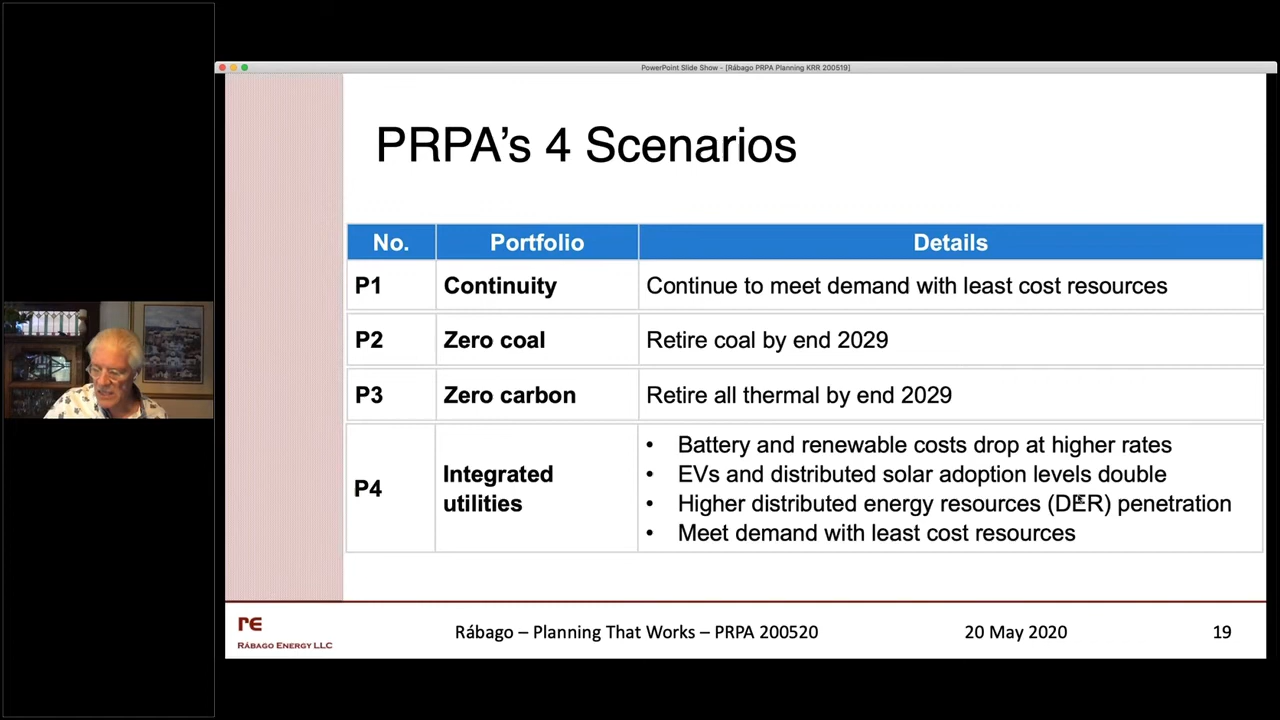 PowerPoint Slide Show - [Rábago PRPA Planning KRR 200519]
PRPA's 4 Scenarios
No. Portfolio Details
P1 Continuity Continue to meet demand with least cost resources
P2 Zero coal Retire coal by end 2029
P3 Zero carbon Retire all thermal by end 2029
P4 Integrated utilities
• Battery and renewable costs drop at higher rates
• EVs and distributed solar adoption levels double
• Higher distributed energy resources (DER) penetration
• Meet demand with least cost resources
re
RÁBAGO ENERGY LLC
Rábago – Planning That Works – PRPA 200520 20 May 2020 19